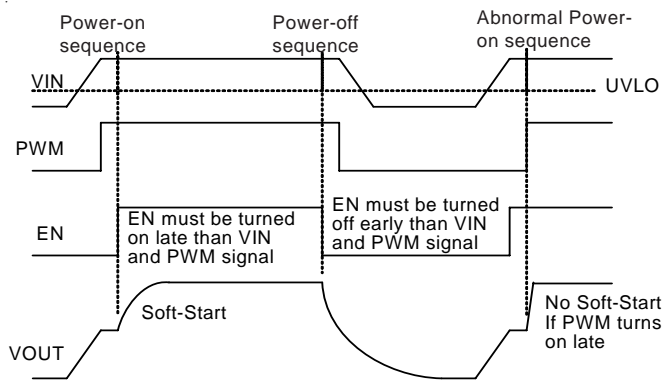 Power-on
sequence
Power-off
sequence
Abnormal Power-
on sequence
VIN
UVLO
PWM
EN
EN must be turned
on late than VIN
and PWM signal
EN must be turned
off early than VIN
and PWM signal
VOUT
Soft-Start
No Soft-Start
If PWM turns
on late